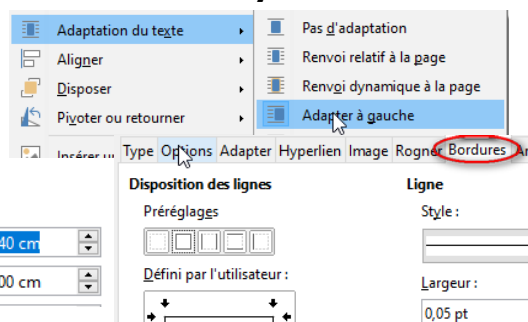 Adaptation du texte
Aligner
Disposer
Pivoter ou retourner
Insérer u
Pas d'adaptation
Renvoi relatif à la page
Renvoi dynamique à la page
Adapter à gauche
Type Options Adapter Hyperlien Image Rogner Bordures
Disposition des lignes
Préréglages
Défini par l'utilisateur :
Ligne
Style :
Largeur :
0,05 pt
40 cm
00 cm